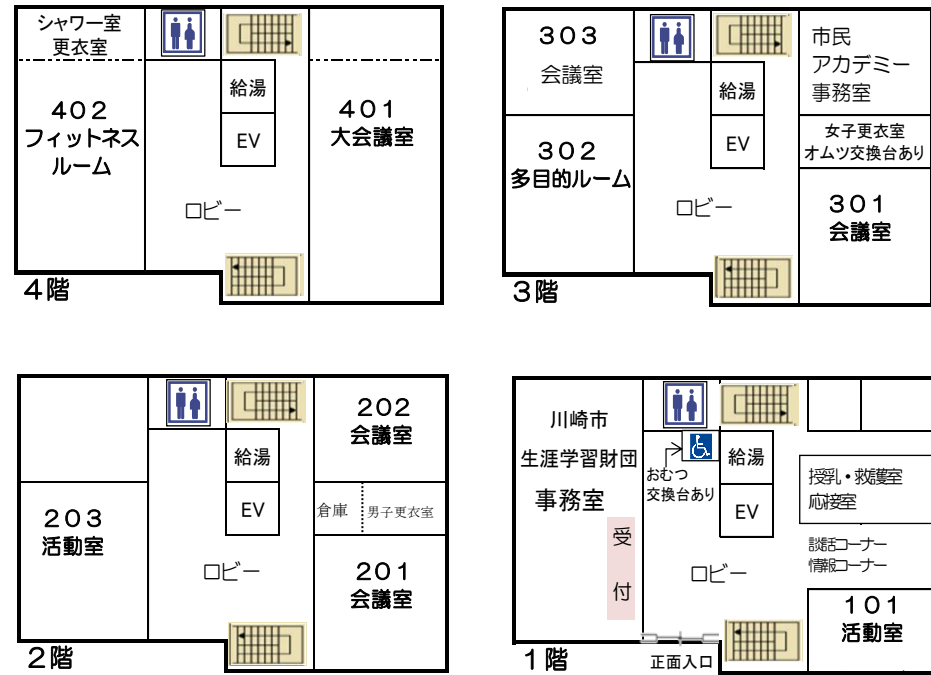 シャワー室
更衣室
４０２
フィットネス
ルーム
給湯
EV
ロビー
４０１
大会議室
４階
３０３
会議室
３０２
多目的ルーム
給湯
EV
ロビー
市民
アカデミー
事務室
女子更衣室
オムツ交換台あり
３０１
会議室
３階
２０３
活動室
給湯
EV
ロビー
２０２
会議室
倉庫
男子更衣室
２０１
会議室
２階
川崎市
生涯学習財団
事務室
受
付
おむつ
交換台あり
給湯
EV
ロビー
授乳・救護室
応接室
談話コーナー
情報コーナー
１０１
活動室
正面入口
１階